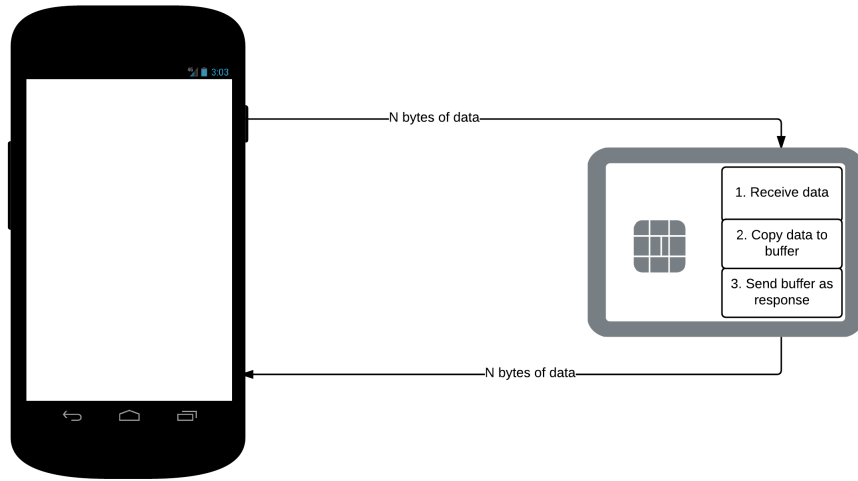 3:03
N bytes of data
1. Receive data
2. Copy data to
buffer
3. Send buffer as
response
N bytes of data